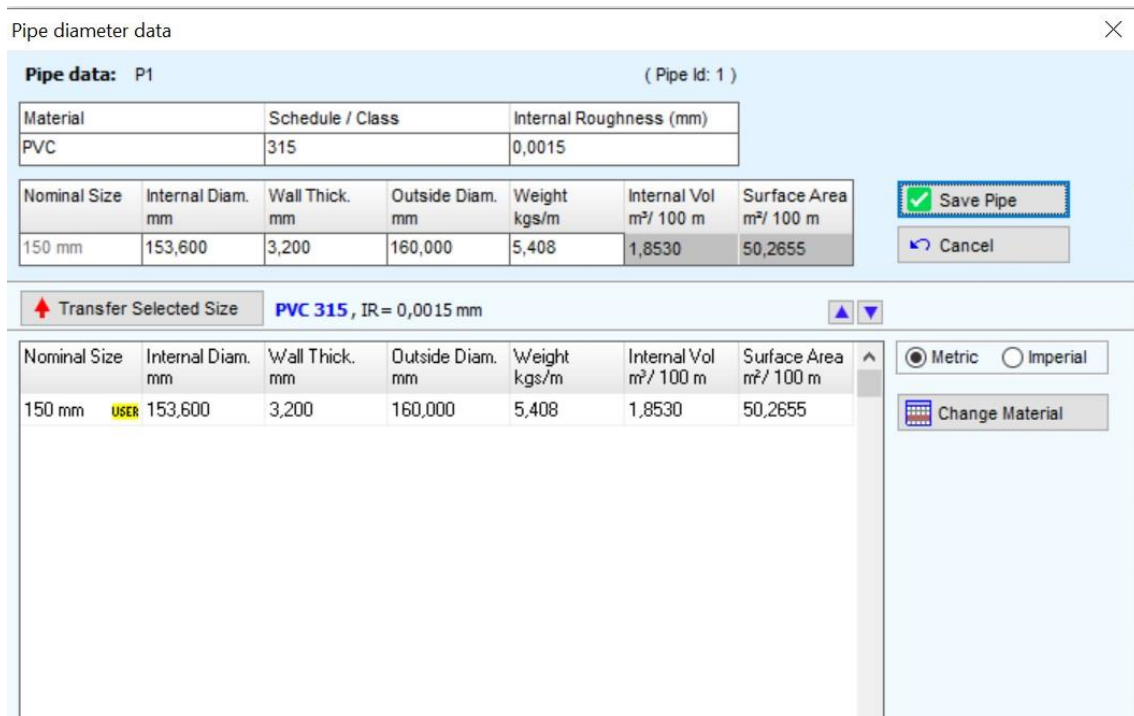 Pipe diameter data
Pipe data: P1 ( Pipe Id: 1 )
Material Schedule / Class Internal Roughness (mm)
PVC 315 0,0015
Nominal Size Internal Diam. Wall Thick. Outside Diam. Weight Internal Vol Surface Area
mm mm mm kgs/m m³/ 100 m m²/ 100 m
150 mm 153,600 3,200 160,000 5,408 1,8530 50,2655
Save Pipe
Cancel
Transfer Selected Size PVC 315 , IR= 0,0015 mm
Nominal Size Internal Diam. Wall Thick. Outside Diam. Weight Internal Vol Surface Area
mm mm mm kgs/m m³/ 100 m m²/ 100 m
150 mm USER 153,600 3,200 160,000 5,408 1,8530 50,2655
Metric Imperial
Change Material